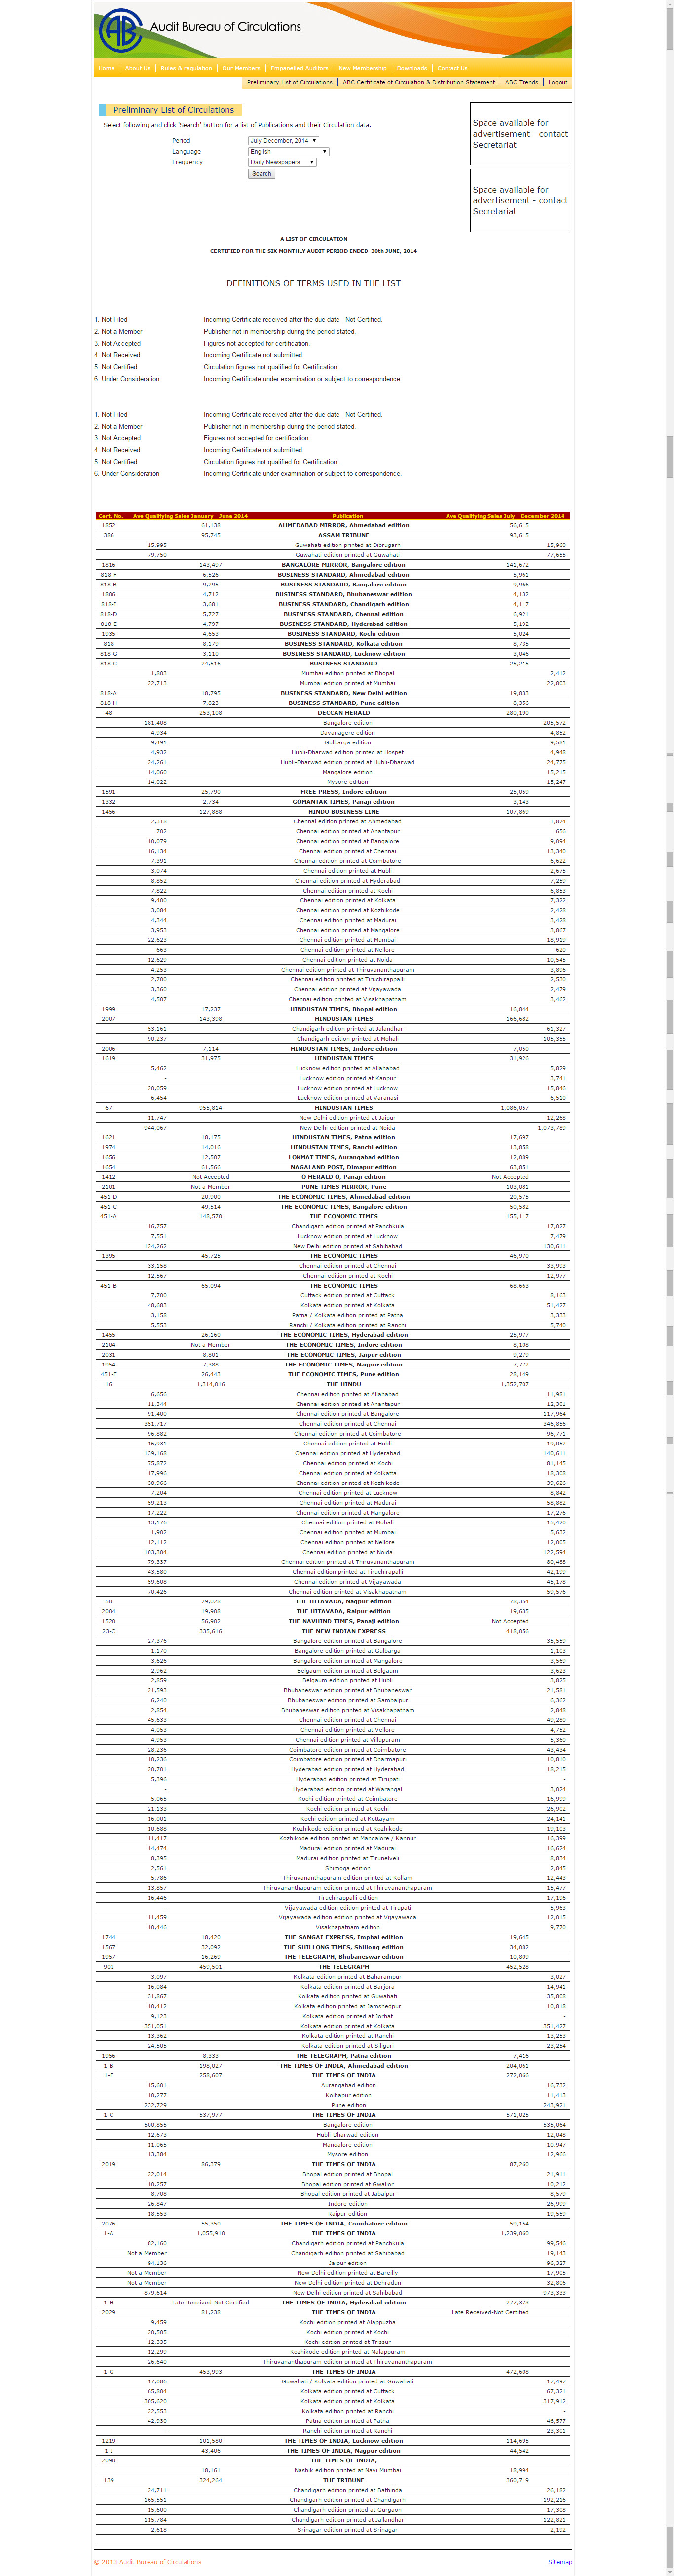 Audit Bureau of Circulations
Home About Us Rules & regulation Our Members Empanelled Auditors New Membership Downloads Contact Us
Preliminary List of Circulations ABC Certificate of Circulation & Distribution Statement ABC Trends Logout
Preliminary List of Circulations
Select following and click 'Search' button for a list of Publications and their Circulation data.
Period July-December, 2014
Language English
Frequency Daily Newspapers
Search
Space available for advertisement - contact Secretariat
Space available for advertisement - contact Secretariat
A LIST OF CIRCULATION
CERTIFIED FOR THE SIX MONTHLY AUDIT PERIOD ENDED 30th JUNE, 2014
DEFINITIONS OF TERMS USED IN THE LIST
1. Not Filed Incoming Certificate received after the due date - Not Certified.
2. Not a Member Publisher not in membership during the period stated.
3. Not Accepted Figures not accepted for certification.
4. Not Received Incoming Certificate not submitted.
5. Not Certified Circulation figures not qualified for Certification .
6. Under Consideration Incoming Certificate under examination or subject to correspondence.
1. Not Filed Incoming Certificate received after the due date - Not Certified.
2. Not a Member Publisher not in membership during the period stated.
3. Not Accepted Figures not accepted for certification.
4. Not Received Incoming Certificate not submitted.
5. Not Certified Circulation figures not qualified for Certification .
6. Under Consideration Incoming Certificate under examination or subject to correspondence.
Cert. No. Ave Qualifying Sales January - June 2014 Publication Ave Qualifying Sales July - December 2014
1852 61,138 AHMEDABAD MIRROR, Ahmedabad edition 56,615
386 95,745 ASSAM TRIBUNE 93,615
15,995 Guwahati edition printed at Dibrugarh 15,960
79,750 Guwahati edition printed at Guwahati 77,655
1816 143,497 BANGALORE MIRROR, Bangalore edition 141,672
818-F 6,526 BUSINESS STANDARD, Ahmedabad edition 5,961
818-B 9,295 BUSINESS STANDARD, Bangalore edition 9,966
1806 4,712 BUSINESS STANDARD, Bhubaneswar edition 4,132
818-I 3,681 BUSINESS STANDARD, Chandigarh edition 4,117
818-D 5,727 BUSINESS STANDARD, Chennai edition 6,921
818-E 4,797 BUSINESS STANDARD, Hyderabad edition 5,192
1935 4,653 BUSINESS STANDARD, Kochi edition 5,024
818 8,179 BUSINESS STANDARD, Kolkata edition 8,735
818-G 3,110 BUSINESS STANDARD, Lucknow edition 3,046
818-C 24,516 BUSINESS STANDARD 25,215
1,803 Mumbai edition printed at Bhopal 2,412
22,713 Mumbai edition printed at Mumbai 22,803
818-A 18,795 BUSINESS STANDARD, New Delhi edition 19,833
818-H 7,823 BUSINESS STANDARD, Pune edition 8,356
48 253,108 DECCAN HERALD 280,190
181,408 Bangalore edition 205,572
4,934 Davanagere edition 4,852
9,491 Gulbarga edition 9,581
4,932 Hubli-Dharwad edition printed at Hospet 4,948
24,261 Hubli-Dharwad edition printed at Hubli-Dharwad 24,775
14,060 Mangalore edition 15,215
14,022 Mysore edition 15,247
1591 25,790 FREE PRESS, Indore edition 25,059
1332 2,734 GOMANTAK TIMES, Panaji edition 3,143
1456 127,888 HINDU BUSINESS LINE 107,869
2,318 Chennai edition printed at Ahmedabad 1,874
702 Chennai edition printed at Anantapur 656
10,079 Chennai edition printed at Bangalore 9,094
16,134 Chennai edition printed at Chennai 13,340
7,391 Chennai edition printed at Coimbatore 6,622
3,074 Chennai edition printed at Hubli 2,675
8,852 Chennai edition printed at Hyderabad 7,259
7,822 Chennai edition printed at Kochi 6,853
9,400 Chennai edition printed at Kolkata 7,322
3,084 Chennai edition printed at Kozhikode 2,428
4,344 Chennai edition printed at Madurai 3,428
3,953 Chennai edition printed at Mangalore 3,867
22,623 Chennai edition printed at Mumbai 18,919
663 Chennai edition printed at Nellore 620
12,629 Chennai edition printed at Noida 10,545
4,253 Chennai edition printed at Thiruvananthapuram 3,896
2,700 Chennai edition printed at Tiruchirappalli 2,530
3,360 Chennai edition printed at Vijayawada 2,479
4,507 Chennai edition printed at Visakhapatnam 3,462
1999 17,237 HINDUSTAN TIMES, Bhopal edition 16,844
2007 143,398 HINDUSTAN TIMES 166,682
53,161 Chandigarh edition printed at Jalandhar 61,327
90,237 Chandigarh edition printed at Mohali 105,355
2006 7,114 HINDUSTAN TIMES, Indore edition 7,050
1619 31,975 HINDUSTAN TIMES 31,926
5,462 Lucknow edition printed at Allahabad 5,829
- Lucknow edition printed at Kanpur 3,741
20,059 Lucknow edition printed at Lucknow 15,846
6,454 Lucknow edition printed at Varanasi 6,510
67 955,814 HINDUSTAN TIMES 1,086,057
11,747 New Delhi edition printed at Jaipur 12,268
944,067 New Delhi edition printed at Noida 1,073,789
1621 18,175 HINDUSTAN TIMES, Patna edition 17,697
1974 14,016 HINDUSTAN TIMES, Ranchi edition 13,858
1656 12,507 LOKMAT TIMES, Aurangabad edition 12,089
1654 61,566 NAGALAND POST, Dimapur edition 63,851
1412 Not Accepted O HERALD O, Panaji edition Not Accepted
2101 Not a Member PUNE TIMES MIRROR, Pune 103,081
451-D 20,900 THE ECONOMIC TIMES, Ahmedabad edition 20,575
451-C 49,514 THE ECONOMIC TIMES, Bangalore edition 50,582
451-A 148,570 THE ECONOMIC TIMES 155,117
16,757 Chandigarh edition printed at Panchkula 17,027
7,551 Lucknow edition printed at Lucknow 7,479
124,262 New Delhi edition printed at Sahibabad 130,611
1395 45,725 THE ECONOMIC TIMES 46,970
33,158 Chennai edition printed at Chennai 33,993
12,567 Chennai edition printed at Kochi 12,977
451-B 65,094 THE ECONOMIC TIMES 68,663
7,700 Cuttack edition printed at Cuttack 8,163
48,683 Kolkata edition printed at Kolkata 51,427
3,158 Patna / Kolkata edition printed at Patna 3,333
5,553 Ranchi / Kolkata edition printed at Ranchi 5,740
1455 26,160 THE ECONOMIC TIMES, Hyderabad edition 25,977
2104 Not a Member THE ECONOMIC TIMES, Indore edition 8,108
2031 8,801 THE ECONOMIC TIMES, Jaipur edition 9,279
1954 7,388 THE ECONOMIC TIMES, Nagpur edition 7,772
451-E 26,443 THE ECONOMIC TIMES, Pune edition 28,149
16 1,314,016 THE HINDU 1,352,707
6,656 Chennai edition printed at Allahabad 11,981
11,344 Chennai edition printed at Anantapur 12,301
91,400 Chennai edition printed at Bangalore 117,964
351,717 Chennai edition printed at Chennai 346,856
96,882 Chennai edition printed at Coimbatore 96,771
16,931 Chennai edition printed at Hubli 19,052
139,168 Chennai edition printed at Hyderabad 140,611
75,872 Chennai edition printed at Kochi 81,145
17,996 Chennai edition printed at Kolkatta 18,308
38,966 Chennai edition printed at Kozhikode 39,626
7,204 Chennai edition printed at Lucknow 8,842
59,213 Chennai edition printed at Madurai 58,882
17,222 Chennai edition printed at Mangalore 17,276
13,176 Chennai edition printed at Mohali 15,420
1,902 Chennai edition printed at Mumbai 5,632
12,112 Chennai edition printed at Nellore 12,005
103,304 Chennai edition printed at Noida 122,594
79,337 Chennai edition printed at Thiruvananthapuram 80,488
43,580 Chennai edition printed at Tiruchirapalli 42,199
59,608 Chennai edition printed at Vijayawada 45,178
70,426 Chennai edition printed at Visakhapatnam 59,576
50 79,028 THE HITAVADA, Nagpur edition 78,354
2004 19,908 THE HITAVADA, Raipur edition 19,635
1520 56,902 THE NAVHIND TIMES, Panaji edition Not Accepted
23-C 335,616 THE NEW INDIAN EXPRESS 418,056
27,376 Bangalore edition printed at Bangalore 35,559
1,170 Bangalore edition printed at Gulbarga 1,103
3,626 Bangalore edition printed at Mangalore 3,569
2,962 Belgaum edition printed at Belgaum 3,623
2,859 Belgaum edition printed at Hubli 3,825
21,593 Bhubaneswar edition printed at Bhubaneswar 21,581
6,240 Bhubaneswar edition printed at Sambalpur 6,362
2,854 Bhubaneswar edition printed at Visakhapatnam 2,848
45,633 Chennai edition printed at Chennai 49,280
4,053 Chennai edition printed at Vellore 4,752
4,953 Chennai edition printed at Villupuram 5,360
28,236 Coimbatore edition printed at Coimbatore 43,434
10,236 Coimbatore edition printed at Dharmapuri 10,810
20,701 Hyderabad edition printed at Hyderabad 18,215
5,396 Hyderabad edition printed at Tirupati -
- Hyderabad edition printed at Warangal 3,024
5,065 Kochi edition printed at Coimbatore 16,999
21,133 Kochi edition printed at Kochi 26,902
16,001 Kochi edition printed at Kottayam 24,141
10,688 Kozhikode edition printed at Kozhikode 19,103
11,417 Kozhikode edition printed at Mangalore / Kannur 16,399
14,474 Madurai edition printed at Madurai 16,624
8,395 Madurai edition printed at Tirunelveli 8,834
2,561 Shimoga edition 2,845
5,786 Thiruvananthapuram edition printed at Kollam 12,443
13,857 Thiruvananthapuram edition printed at Thiruvananthapuram 15,477
16,446 Tiruchirappalli edition 17,196
- Vijayawada edition edition printed at Tirupati 5,963
11,459 Vijayawada edition edition printed at Vijayawada 12,015
10,446 Visakhapatnam edition 9,770
1744 18,420 THE SANGAI EXPRESS, Imphal edition 19,645
1567 32,092 THE SHILLONG TIMES, Shillong edition 34,082
1957 16,269 THE TELEGRAPH, Bhubaneswar edition 10,809
901 459,501 THE TELEGRAPH 452,528
3,097 Kolkata edition printed at Baharampur 3,027
16,084 Kolkata edition printed at Barjora 14,941
31,867 Kolkata edition printed at Guwahati 35,808
10,412 Kolkata edition printed at Jamshedpur 10,818
9,123 Kolkata edition printed at Jorhat -
351,051 Kolkata edition printed at Kolkata 351,427
13,362 Kolkata edition printed at Ranchi 13,253
24,505 Kolkata edition printed at Siliguri 23,254
1956 8,333 THE TELEGRAPH, Patna edition 7,416
1-B 198,027 THE TIMES OF INDIA, Ahmedabad edition 204,061
1-F 258,607 THE TIMES OF INDIA 272,066
15,601 Aurangabad edition 16,732
10,277 Kolhapur edition 11,413
232,729 Pune edition 243,921
1-C 537,977 THE TIMES OF INDIA 571,025
500,855 Bangalore edition 535,064
12,673 Hubli-Dharwad edition 12,048
11,065 Mangalore edition 10,947
13,384 Mysore edition 12,966
2019 86,379 THE TIMES OF INDIA 87,260
22,014 Bhopal edition printed at Bhopal 21,911
10,257 Bhopal edition printed at Gwalior 10,212
8,708 Bhopal edition printed at Jabalpur 8,579
26,847 Indore edition 26,999
18,553 Raipur edition 19,559
2076 55,350 THE TIMES OF INDIA, Coimbatore edition 59,154
1-A 1,055,910 THE TIMES OF INDIA 1,239,060
82,160 Chandigarh edition printed at Panchkula 99,546
Not a Member Chandigarh edition printed at Sahibabad 19,143
94,136 Jaipur edition 96,327
Not a Member New Delhi edition printed at Bareilly 17,905
Not a Member New Delhi edition printed at Dehradun 32,806
879,614 New Delhi edition printed at Sahibabad 973,333
1-H Late Received-Not Certified THE TIMES OF INDIA, Hyderabad edition 277,373
2029 81,238 THE TIMES OF INDIA Late Received-Not Certified
9,459 Kochi edition printed at Alappuzha
20,505 Kochi edition printed at Kochi
12,335 Kochi edition printed at Trissur
12,299 Kozhikode edition printed at Malappuram
26,640 Thiruvananthapuram edition printed at Thiruvananthapuram
1-G 453,993 THE TIMES OF INDIA 472,608
17,086 Guwahati / Kolkata edition printed at Guwahati 17,497
65,804 Kolkata edition printed at Cuttack 67,321
305,620 Kolkata edition printed at Kolkata 317,912
22,553 Kolkata edition printed at Ranchi -
42,930 Patna edition printed at Patna 46,577
- Ranchi edition printed at Ranchi 23,301
1219 101,580 THE TIMES OF INDIA, Lucknow edition 114,695
1-I 43,406 THE TIMES OF INDIA, Nagpur edition 44,542
2090 THE TIMES OF INDIA,
18,161 Nashik edition printed at Navi Mumbai 18,994
139 324,264 THE TRIBUNE 360,719
24,711 Chandigarh edition printed at Bathinda 26,182
165,551 Chandigarh edition printed at Chandigarh 192,216
15,600 Chandigarh edition printed at Gurgaon 17,308
115,784 Chandigarh edition printed at Jallandhar 122,821
2,618 Srinagar edition printed at Srinagar 2,192
© 2013 Audit Bureau of Circulations Sitemap